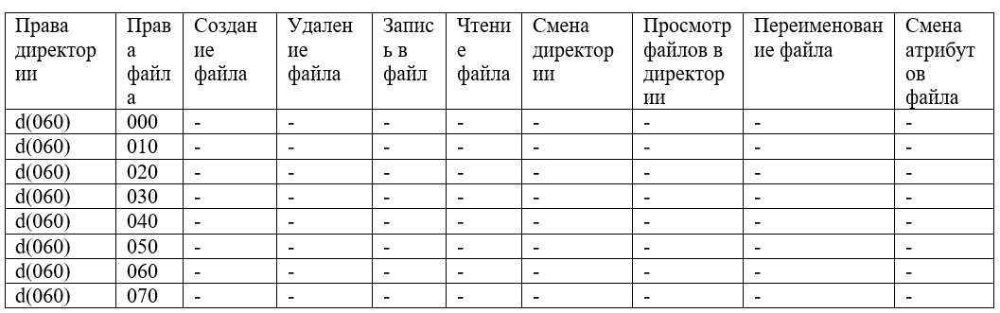 Права директории Права файла Создание файла Удаление файла Запись в файл Чтение файла Смена директории Просмотр файлов в директории Переименование файла Смена атрибутов файла
d(060) 000 - - - - - - - -
d(060) 010 - - - - - - - -
d(060) 020 - - - - - - - -
d(060) 030 - - - - - - - -
d(060) 040 - - - - - - - -
d(060) 050 - - - - - - - -
d(060) 060 - - - - - - - -
d(060) 070 - - - - - - - -